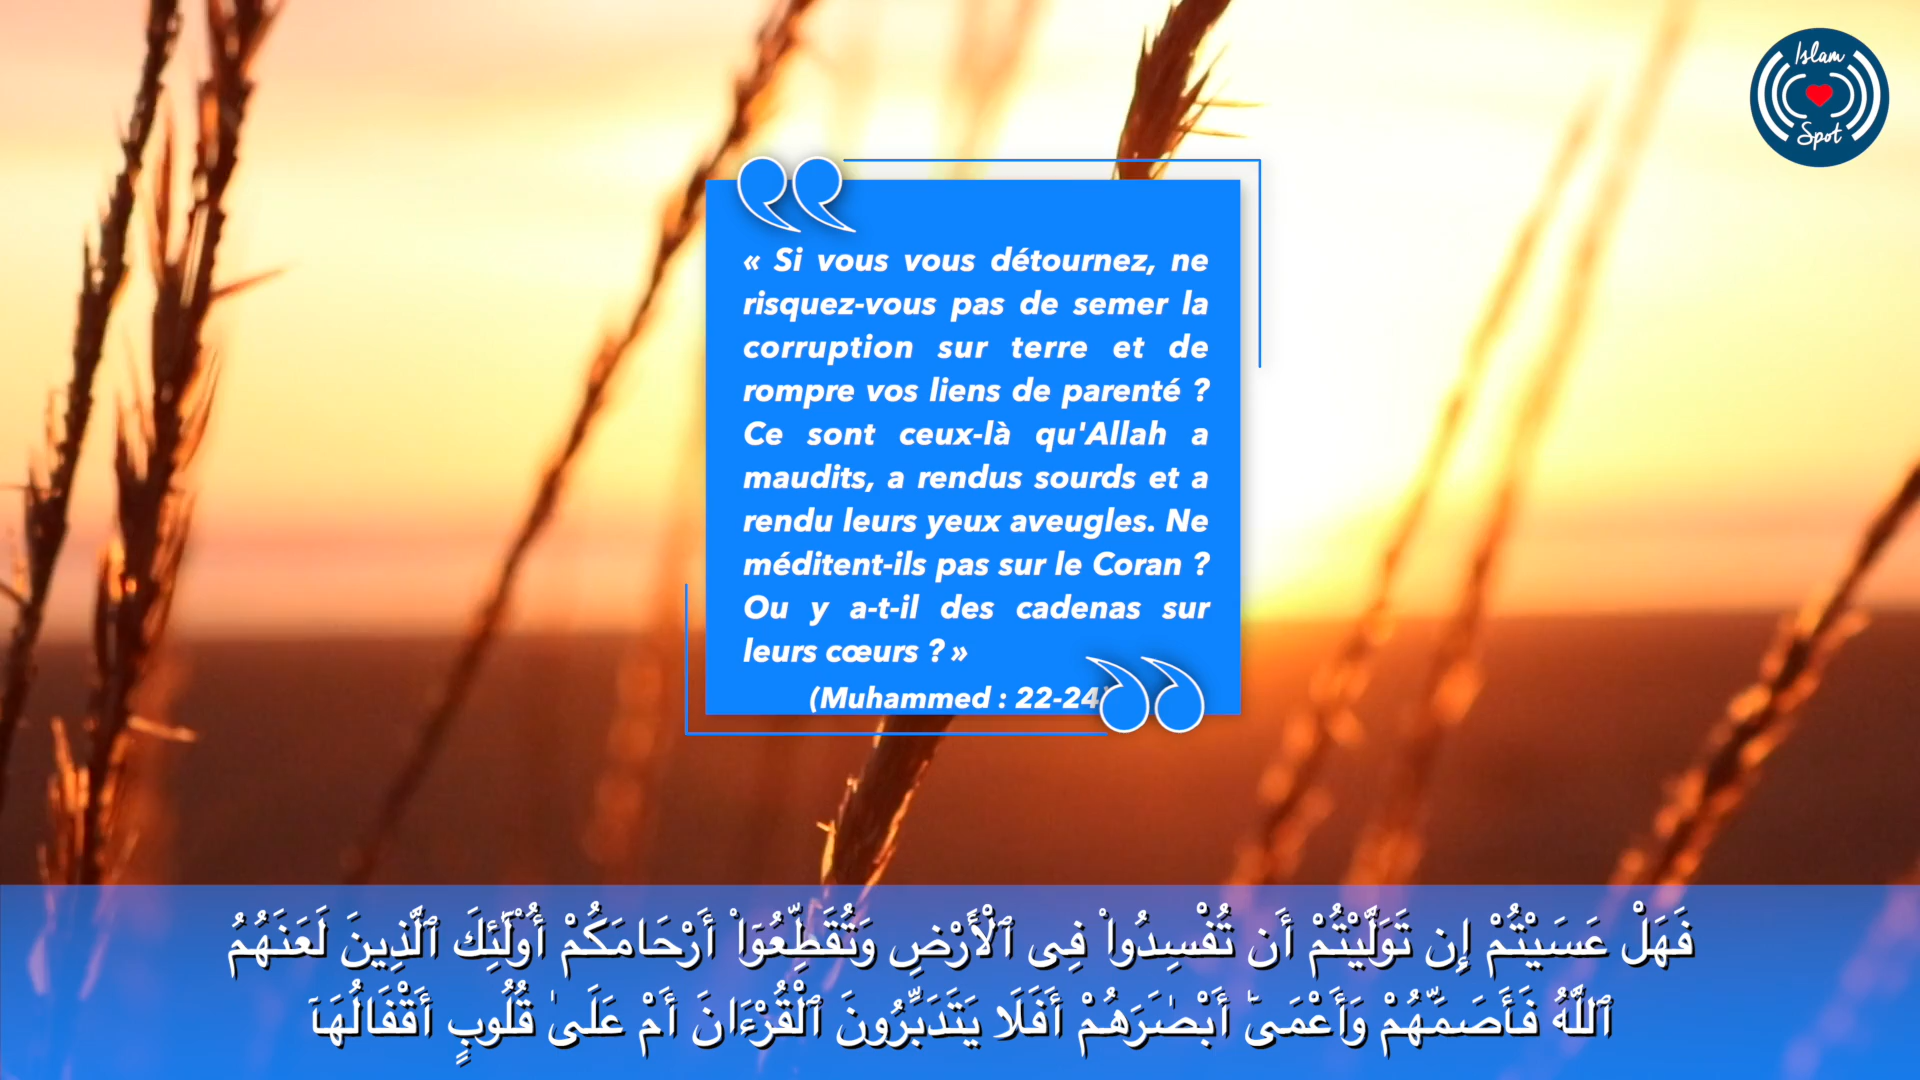 Islam
Spot
« Si vous vous détournez, ne
risquez-vous pas de semer la
corruption sur terre et de
rompre vos liens de parenté ?
Ce sont ceux-là qu'Allah a
maudits, a rendus sourds et a
rendu leurs yeux aveugles. Ne
méditent-ils pas sur le Coran ?
Ou y a-t-il des cadenas sur
leurs cœurs ? »
(Muhammed : 22-24)
فَهَلْ عَسَيْتُمْ إِن تَوَلَّيْتُمْ أَن تُفْسِدُوا۟ فِى ٱلْأَرْضِ وَتُقَطِّعُوٓا۟ أَرْحَامَكُمْ أُو۟لَٰٓئِكَ ٱلَّذِينَ لَعَنَهُمُ
ٱللَّهُ فَأَصَمَّهُمْ وَأَعْمَىٰٓ أَبْصَٰرَهُمْ أَفَلَا يَتَدَبَّرُونَ ٱلْقُرْءَانَ أَمْ عَلَىٰ قُلُوبٍ أَقْفَالُهَآ